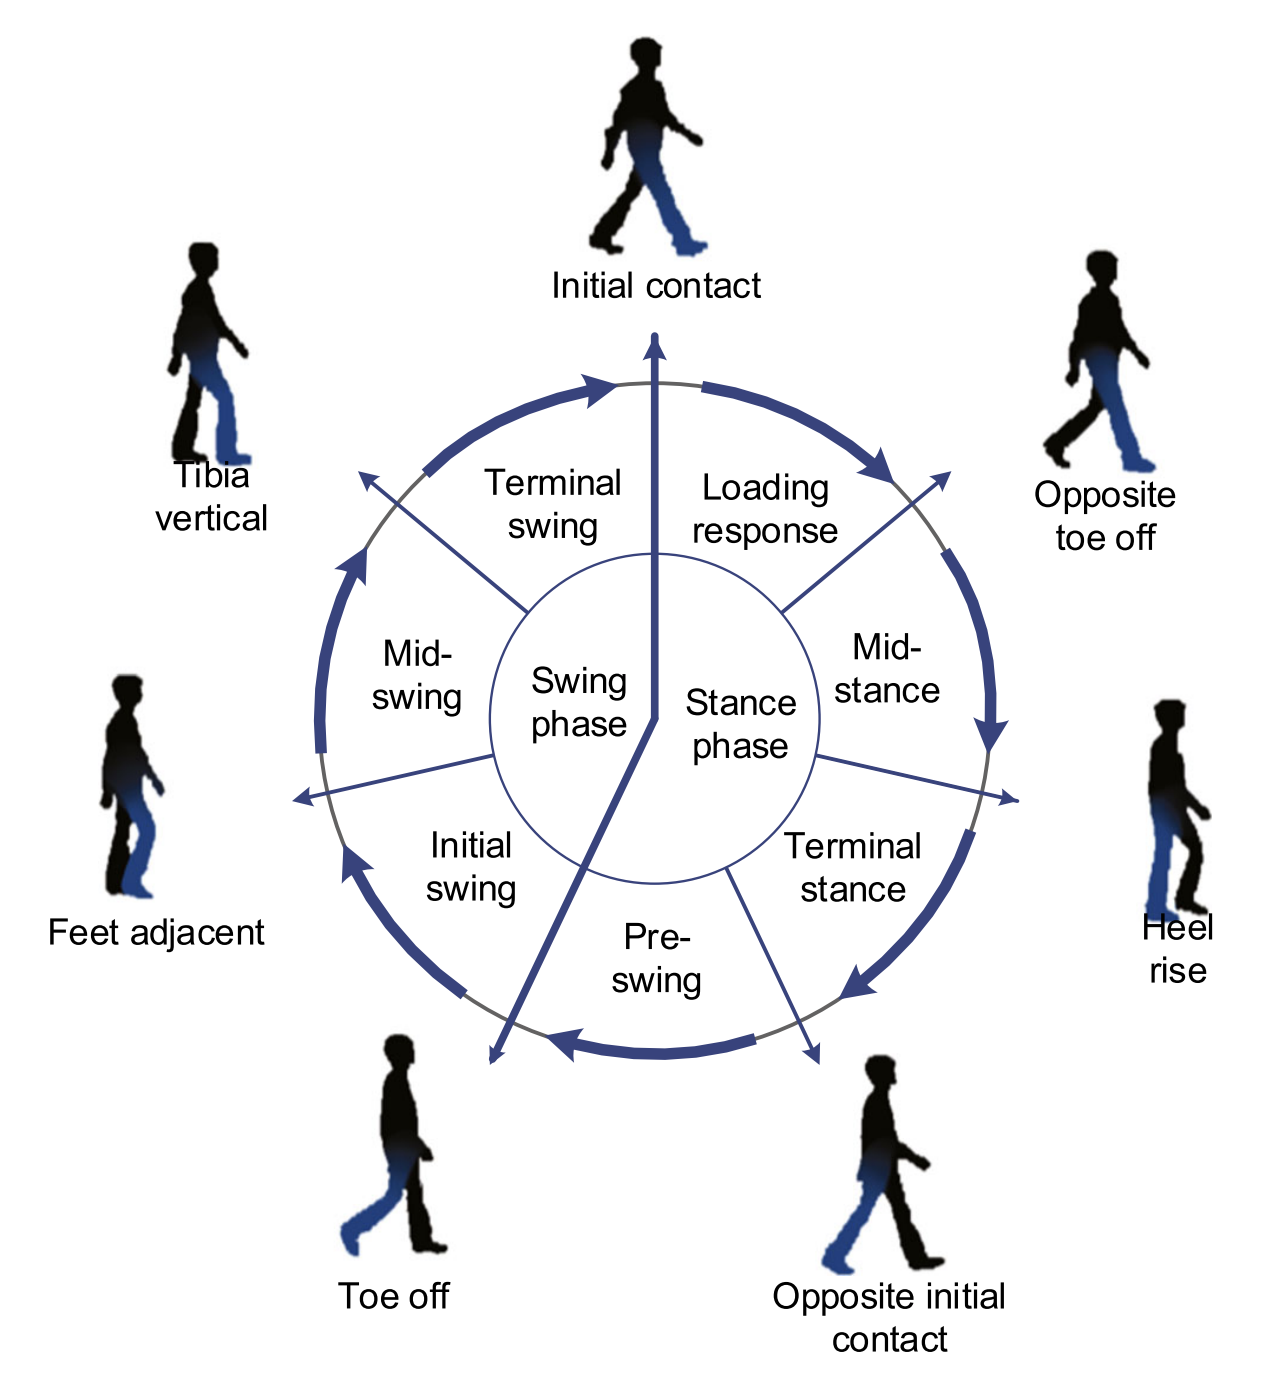 Initial contact
Opposite
toe off
Heel
rise
Opposite initial
contact
Toe off
Feet adjacent
Tibia
vertical
Loading
response
Mid-
stance
Terminal
stance
Pre-
swing
Initial
swing
Mid-
swing
Terminal
swing
Swing
phase
Stance
phase